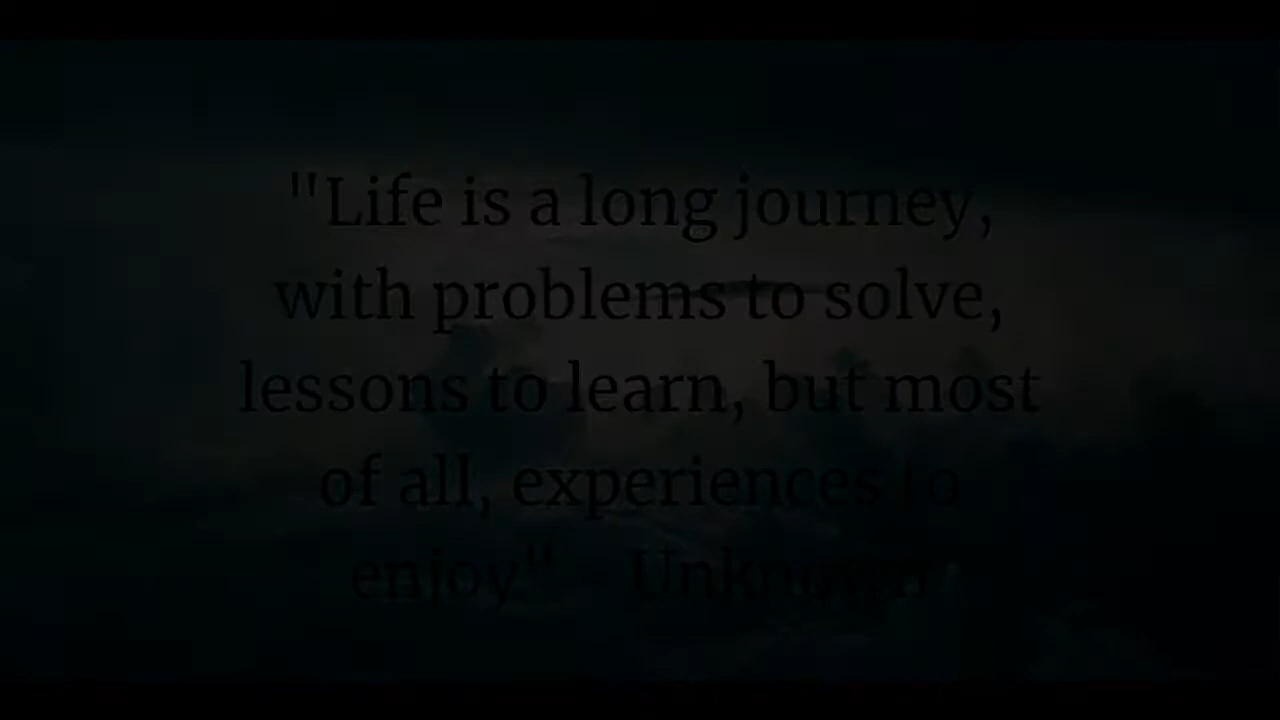 "Life is a long journey,
with problems to solve,
lessons to learn, but most
of all, experiences to
enjoy." - Unknown